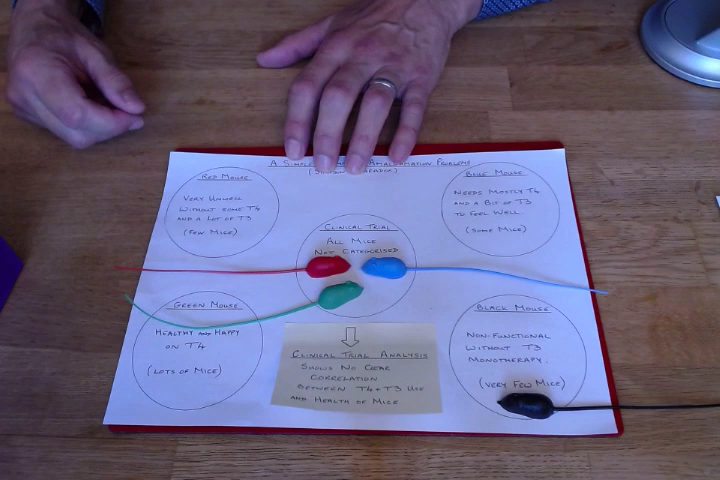 A Simple
Amalgamation Problem
Red Mouse
Very Unwell
Without some T4
and a Lot of T3
(Few Mice)
Blue Mouse
Needs Mostly T4
and a Bit of T3
to Feel Well
(Some Mice)
Clinical Trial
All Mice
Not Categorised
Green Mouse
Healthy and Happy
on T4
(Lots of Mice)
Black Mouse
Non-Functional
Without T3
Monotherapy.
(Very Few Mice)
Clinical Trial Analysis
Shows No Clear
Correlation
Between T4+T3 Use
and Health of Mice